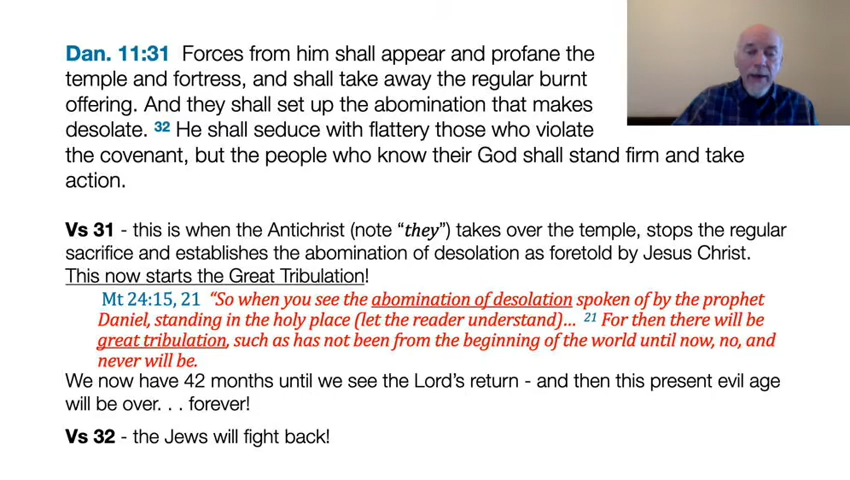 Dan. 11:31 Forces from him shall appear and profane the
temple and fortress, and shall take away the regular burnt
offering. And they shall set up the abomination that makes
desolate. 32 He shall seduce with flattery those who violate
the covenant, but the people who know their God shall stand firm and take
action.
Vs 31 - this is when the Antichrist (note “they”) takes over the temple, stops the regular
sacrifice and establishes the abomination of desolation as foretold by Jesus Christ.
This now starts the Great Tribulation!
Mt 24:15, 21 “So when you see the abomination of desolation spoken of by the prophet
Daniel, standing in the holy place (let the reader understand)… 21 For then there will be
great tribulation, such as has not been from the beginning of the world until now, no, and
never will be.
We now have 42 months until we see the Lord’s return - and then this present evil age
will be over. . . forever!
Vs 32 - the Jews will fight back!